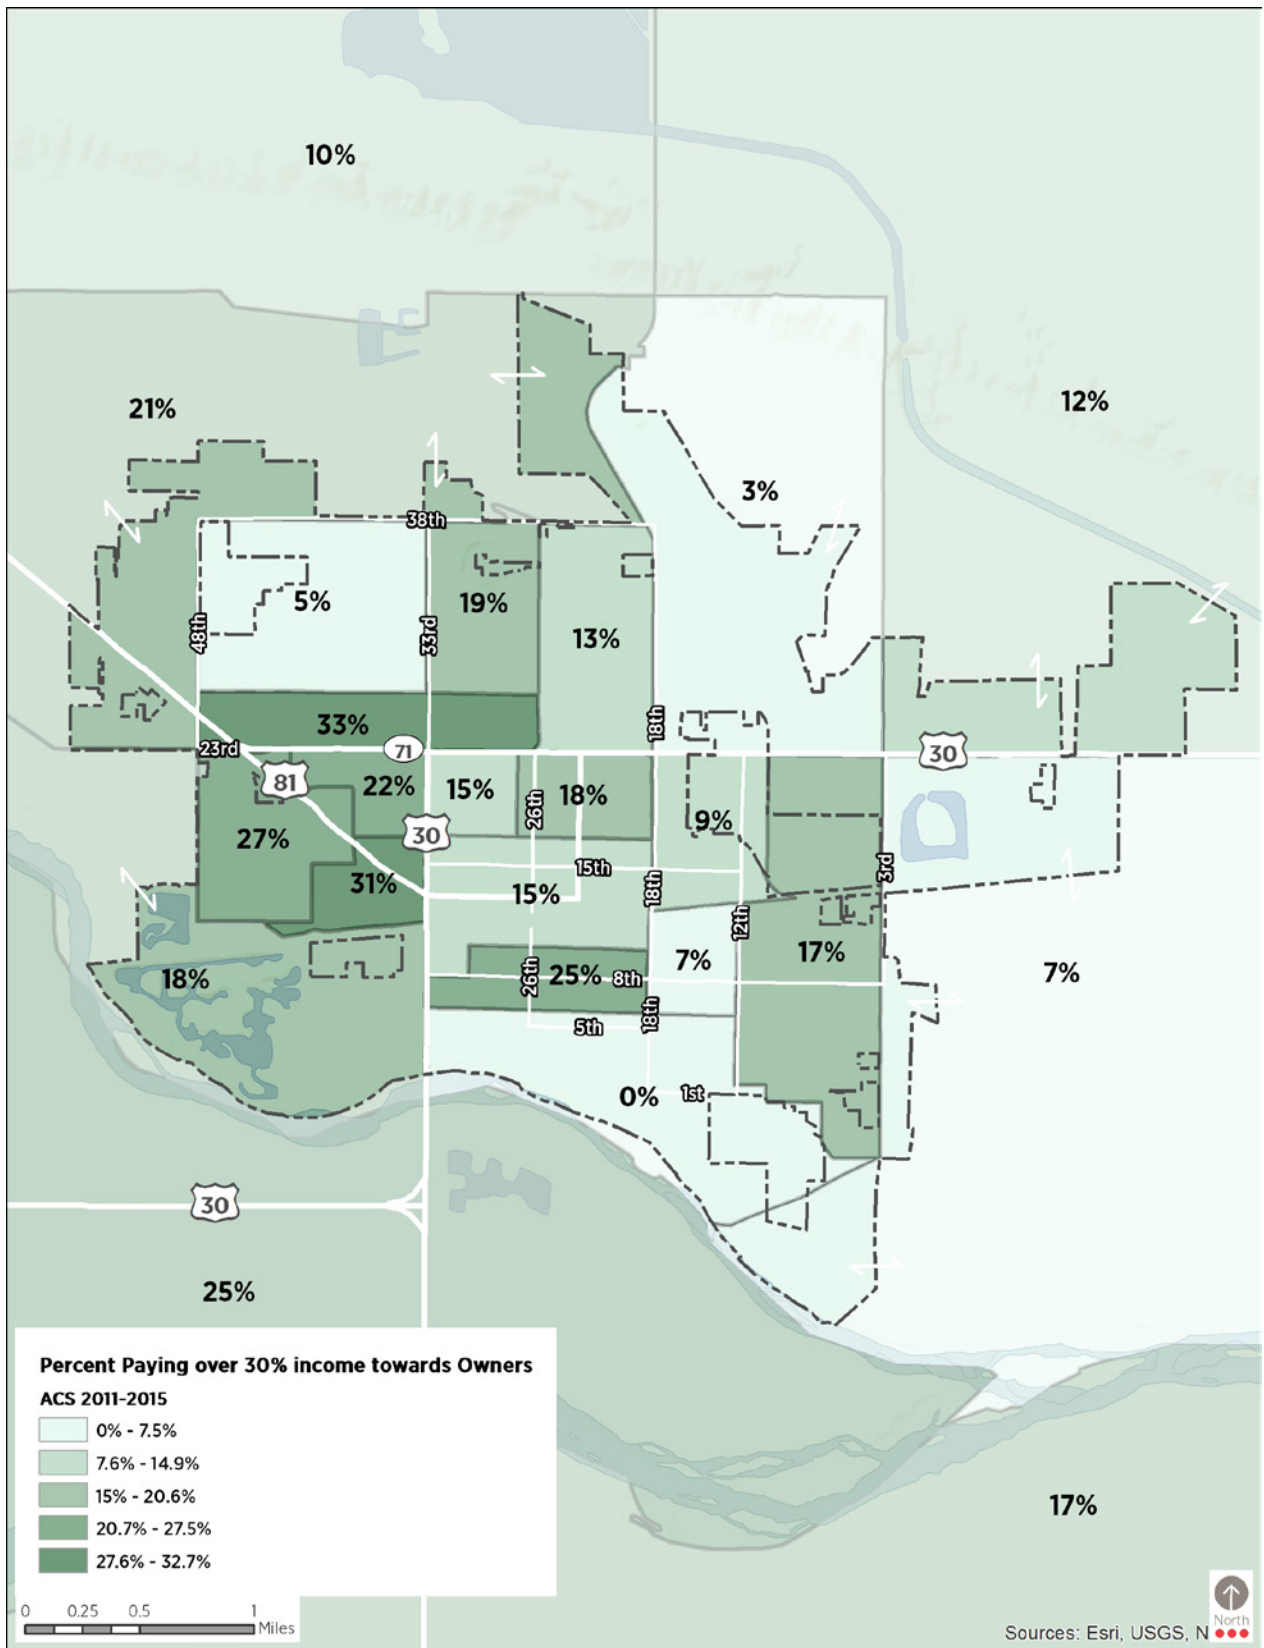 10%
21%
12%
3%
38th
5%
19%
13%
48th
33rd
33%
18th
23rd
71
30
81
22%
15%
18%
26th
9%
27%
30
15th
31%
15%
18th
3rd
12th
7%
17%
18%
26th
25%
8th
7%
18th
5th
0%
1st
30
25%
Percent Paying over 30% income towards Owners
ACS 2011-2015
0% - 7.5%
7.6% - 14.9%
15% - 20.6%
20.7% - 27.5%
27.6% - 32.7%
17%
0 0.25 0.5 1
Miles
North
Sources: Esri, USGS, N